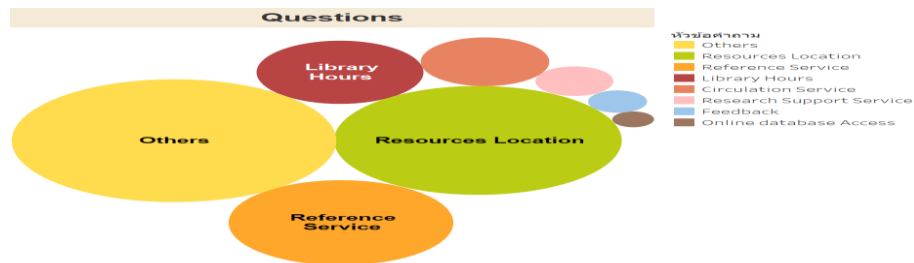 Questions
Library
Hours
Others
Resources Location
Reference
Service
หัวข้อคำถาม
Others
Resources Location
Reference Service
Library Hours
Circulation Service
Research Support Service
Feedback
Online database Access